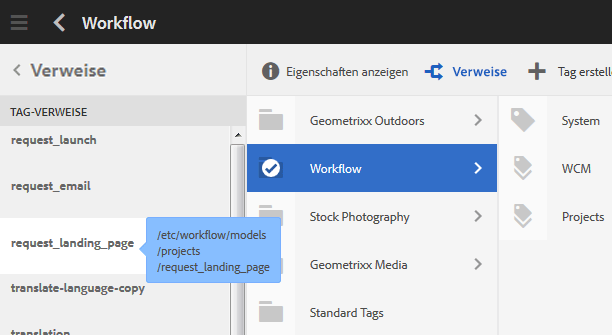 Workflow
Verweise
Eigenschaften anzeigen
Verweise
Tag erstelle
TAG-VERWEISE
request_launch
request_email
request_landing_page
/etc/workflow/models
/projects
/request_landing_page
translate-language-copy
translation
Geometrixx Outdoors
Workflow
Stock Photography
Geometrixx Media
Standard Tags
System
WCM
Projects